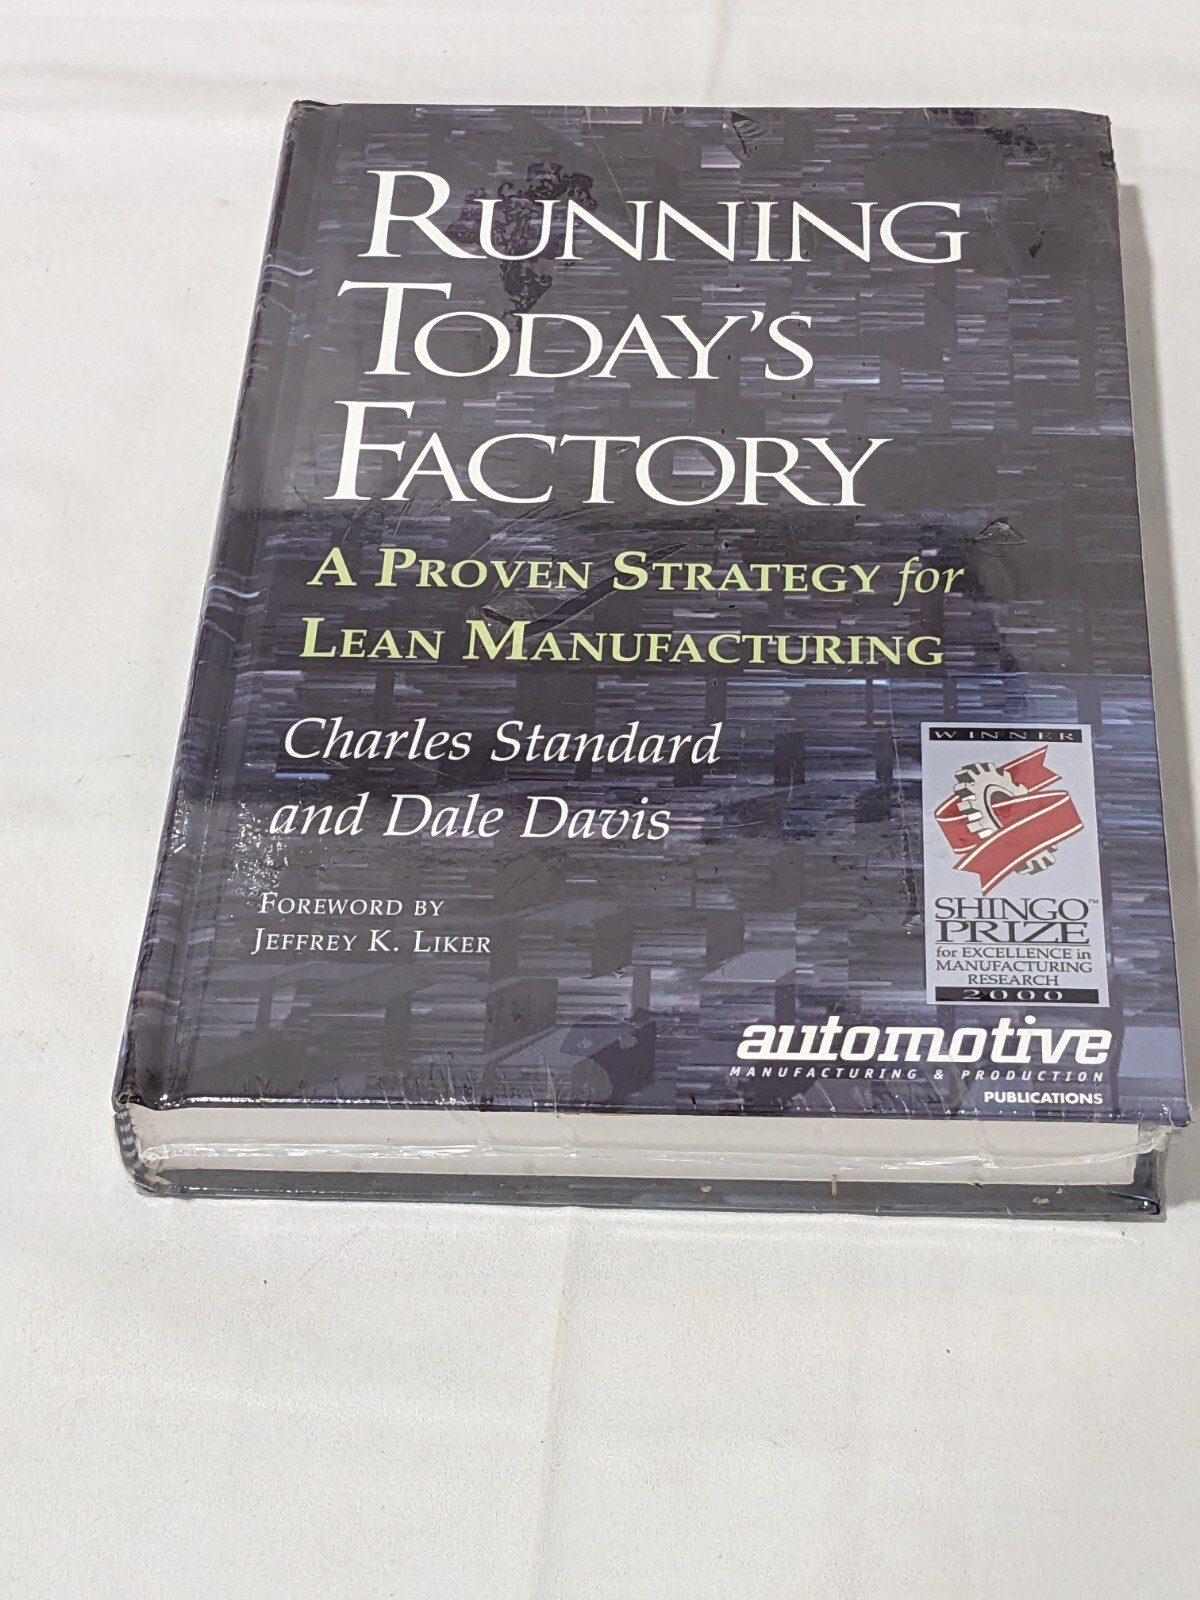 RUNNING
TODAY'S
FACTORY
A PROVEN STRATEGY for
LEAN MANUFACTURING
Charles Standard
and Dale Davis
FOREWORD BY
JEFFREY K. LIKER
WINNER
SHINGO™
PRIZE
for EXCELLENCE in
MANUFACTURING
RESEARCH
2000
automotive
MANUFACTURING & PRODUCTION
PUBLICATIONS